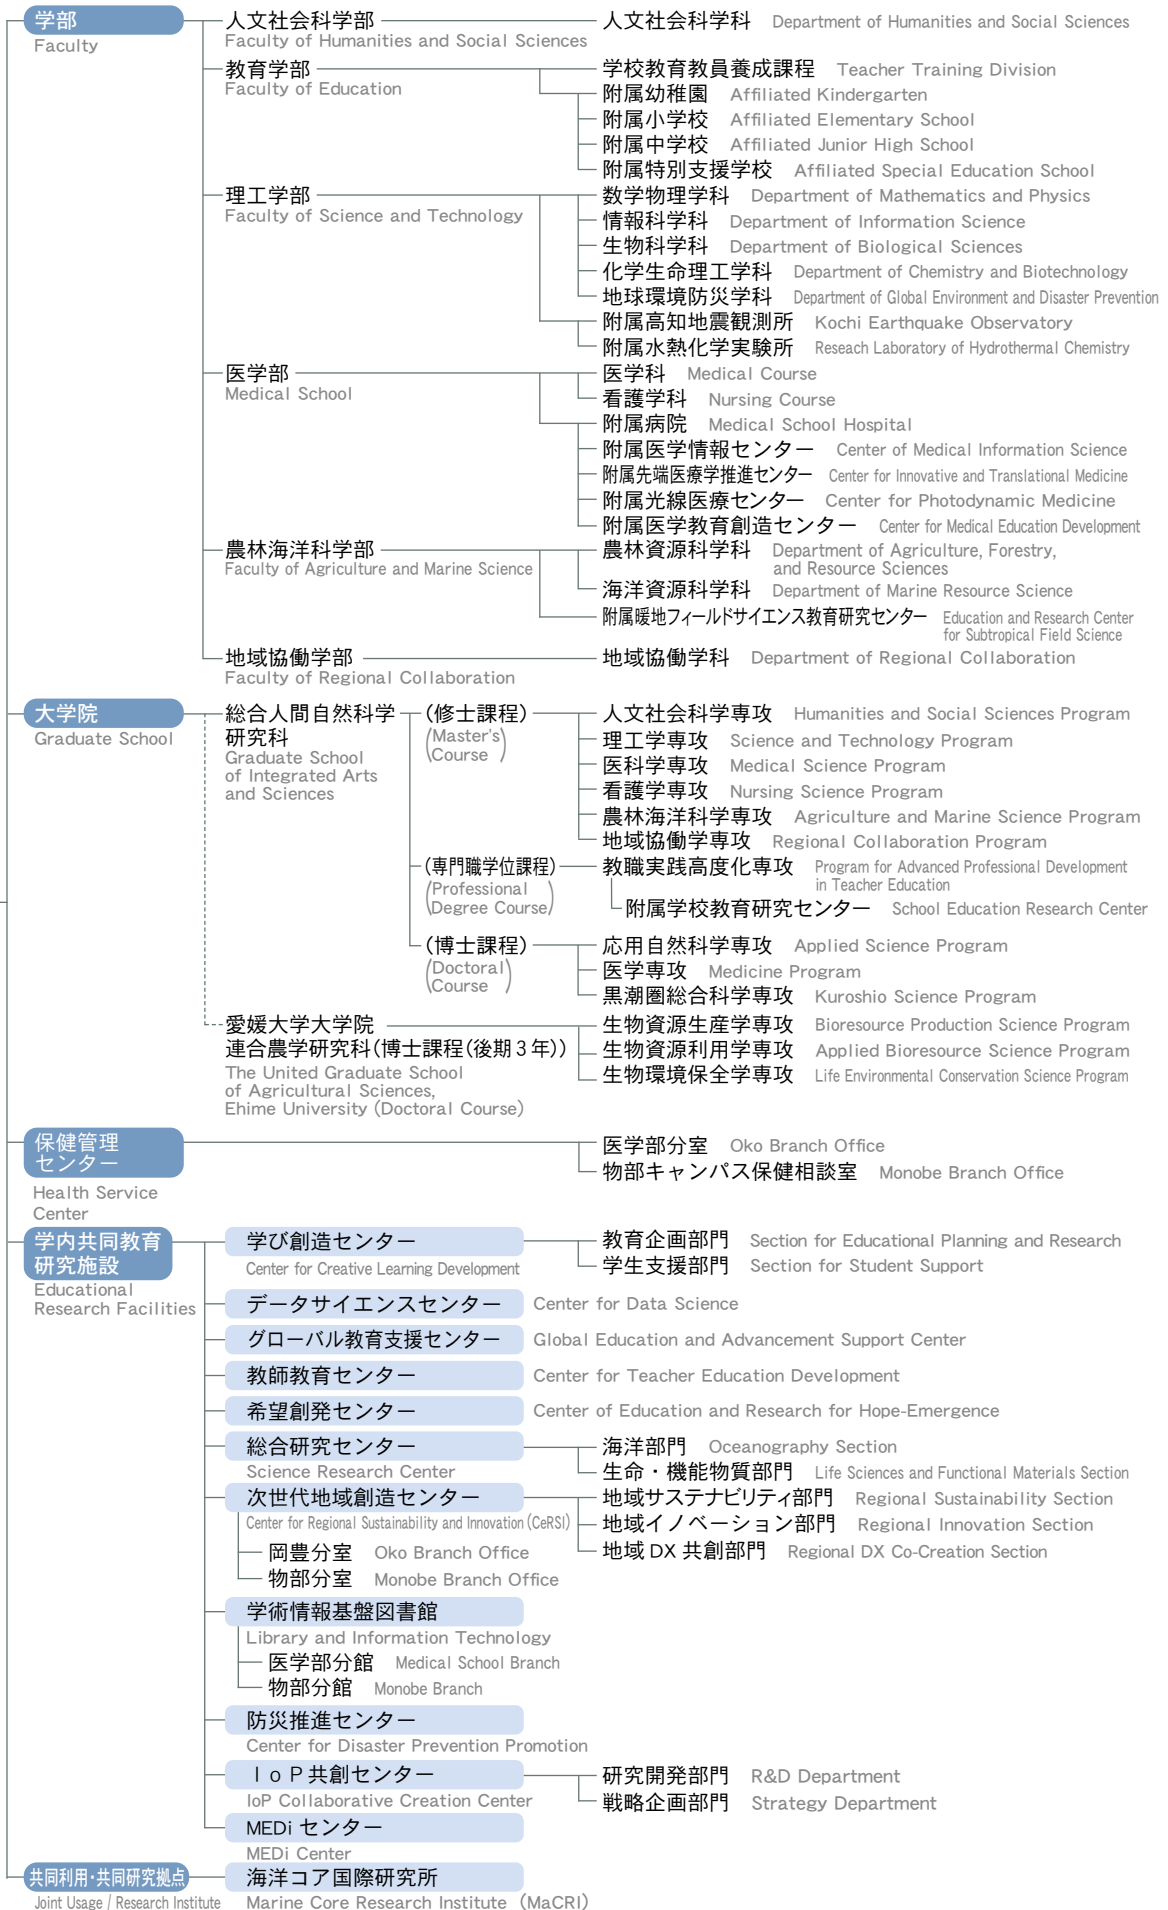 学部
Faculty
人文社会科学部
Faculty of Humanities and Social Sciences
人文社会科学科 Department of Humanities and Social Sciences
教育学部
Faculty of Education
学校教育教員養成課程 Teacher Training Division
附属幼稚園 Affiliated Kindergarten
附属小学校 Affiliated Elementary School
附属中学校 Affiliated Junior High School
附属特別支援学校 Affiliated Special Education School
理工学部
Faculty of Science and Technology
数学物理学科 Department of Mathematics and Physics
情報科学科 Department of Information Science
生物科学科 Department of Biological Sciences
化学生命理工学科 Department of Chemistry and Biotechnology
地球環境防災学科 Department of Global Environment and Disaster Prevention
附属高知地震観測所 Kochi Earthquake Observatory
附属水熱化学実験所 Reseach Laboratory of Hydrothermal Chemistry
医学部
Medical School
医学科 Medical Course
看護学科 Nursing Course
附属病院 Medical School Hospital
附属医学情報センター Center of Medical Information Science
附属先端医療学推進センター Center for Innovative and Translational Medicine
附属光線医療センター Center for Photodynamic Medicine
附属医学教育創造センター Center for Medical Education Development
農林海洋科学部
Faculty of Agriculture and Marine Science
農林資源科学科 Department of Agriculture, Forestry,
and Resource Sciences
海洋資源科学科 Department of Marine Resource Science
附属暖地フィールドサイエンス教育研究センター Education and Research Center
for Subtropical Field Science
地域協働学部
Faculty of Regional Collaboration
地域協働学科 Department of Regional Collaboration
大学院
Graduate School
総合人間自然科学
研究科
Graduate School
of Integrated Arts
and Sciences
(修士課程)
(Master's
Course)
人文社会科学専攻 Humanities and Social Sciences Program
理工学専攻 Science and Technology Program
医科学専攻 Medical Science Program
看護学専攻 Nursing Science Program
農林海洋科学専攻 Agriculture and Marine Science Program
地域協働学専攻 Regional Collaboration Program
(専門職学位課程)
(Professional
Degree Course)
教職実践高度化専攻 Program for Advanced Professional Development
in Teacher Education
附属学校教育研究センター School Education Research Center
(博士課程)
(Doctoral
Course)
応用自然科学専攻 Applied Science Program
医学専攻 Medicine Program
黒潮圏総合科学専攻 Kuroshio Science Program
愛媛大学大学院
連合農学研究科(博士課程(後期3年))
The United Graduate School
of Agricultural Sciences,
Ehime University (Doctoral Course)
生物資源生産学専攻 Bioresource Production Science Program
生物資源利用学専攻 Applied Bioresource Science Program
生物環境保全学専攻 Life Environmental Conservation Science Program
保健管理
センター
Health Service
Center
医学部分室 Oko Branch Office
物部キャンパス保健相談室 Monobe Branch Office
学内共同教育
研究施設
Educational
Research Facilities
学び創造センター
Center for Creative Learning Development
教育企画部門 Section for Educational Planning and Research
学生支援部門 Section for Student Support
データサイエンスセンター Center for Data Science
グローバル教育支援センター Global Education and Advancement Support Center
教師教育センター Center for Teacher Education Development
希望創発センター Center of Education and Research for Hope-Emergence
総合研究センター
Science Research Center
海洋部門 Oceanography Section
生命・機能物質部門 Life Sciences and Functional Materials Section
次世代地域創造センター
Center for Regional Sustainability and Innovation (CeRSI)
地域サステナビリティ部門 Regional Sustainability Section
地域イノベーション部門 Regional Innovation Section
地域DX共創部門 Regional DX Co-Creation Section
岡豊分室 Oko Branch Office
物部分室 Monobe Branch Office
学術情報基盤図書館
Library and Information Technology
医学部分館 Medical School Branch
物部分館 Monobe Branch
防災推進センター
Center for Disaster Prevention Promotion
IoP共創センター
IoP Collaborative Creation Center
研究開発部門 R&D Department
戦略企画部門 Strategy Department
MEDiセンター
MEDi Center
共同利用・共同研究拠点
Joint Usage / Research Institute
海洋コア国際研究所
Marine Core Research Institute (MaCRI)